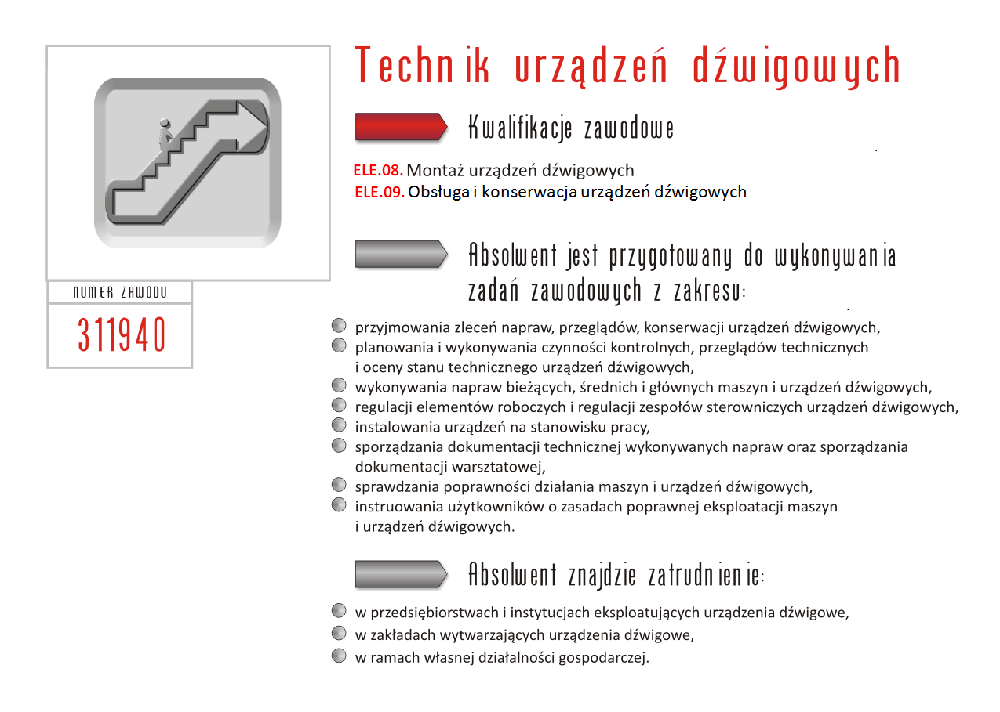 Technik urządzeń dźwigowych
Kwalifikacje zawodowe
ELE.08. Montaż urządzeń dźwigowych
ELE.09. Obsługa i konserwacja urządzeń dźwigowych
NUMER ZAWODU
311940
Absolwent jest przygotowany do wykonywania
zadań zawodowych z zakresu:
przyjmowania zleceń napraw, przeglądów, konserwacji urządzeń dźwigowych,
planowania i wykonywania czynności kontrolnych, przeglądów technicznych
i oceny stanu technicznego urządzeń dźwigowych,
wykonywania napraw bieżących, średnich i głównych maszyn i urządzeń dźwigowych,
regulacji elementów roboczych i regulacji zespołów sterowniczych urządzeń dźwigowych,
instalowania urządzeń na stanowisku pracy,
sporządzania dokumentacji technicznej wykonywanych napraw oraz sporządzania
dokumentacji warsztatowej,
sprawdzania poprawności działania maszyn i urządzeń dźwigowych,
instruowania użytkowników o zasadach poprawnej eksploatacji maszyn
i urządzeń dźwigowych.
Absolwent znajdzie zatrudnienie:
w przedsiębiorstwach i instytucjach eksploatujących urządzenia dźwigowe,
w zakładach wytwarzających urządzenia dźwigowe,
w ramach własnej działalności gospodarczej.